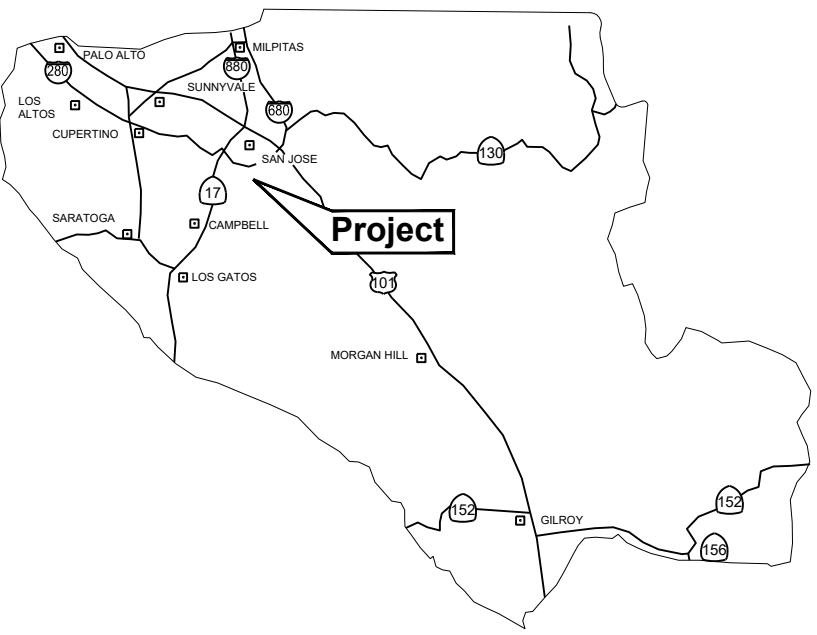 PALO ALTO
MILPITAS
280
880
SUNNYVALE
LOS
ALTOS
680
CUPERTINO
SAN JOSE
130
17
SARATOGA
CAMPBELL
Project
LOS GATOS
101
MORGAN HILL
152
GILROY
152
156